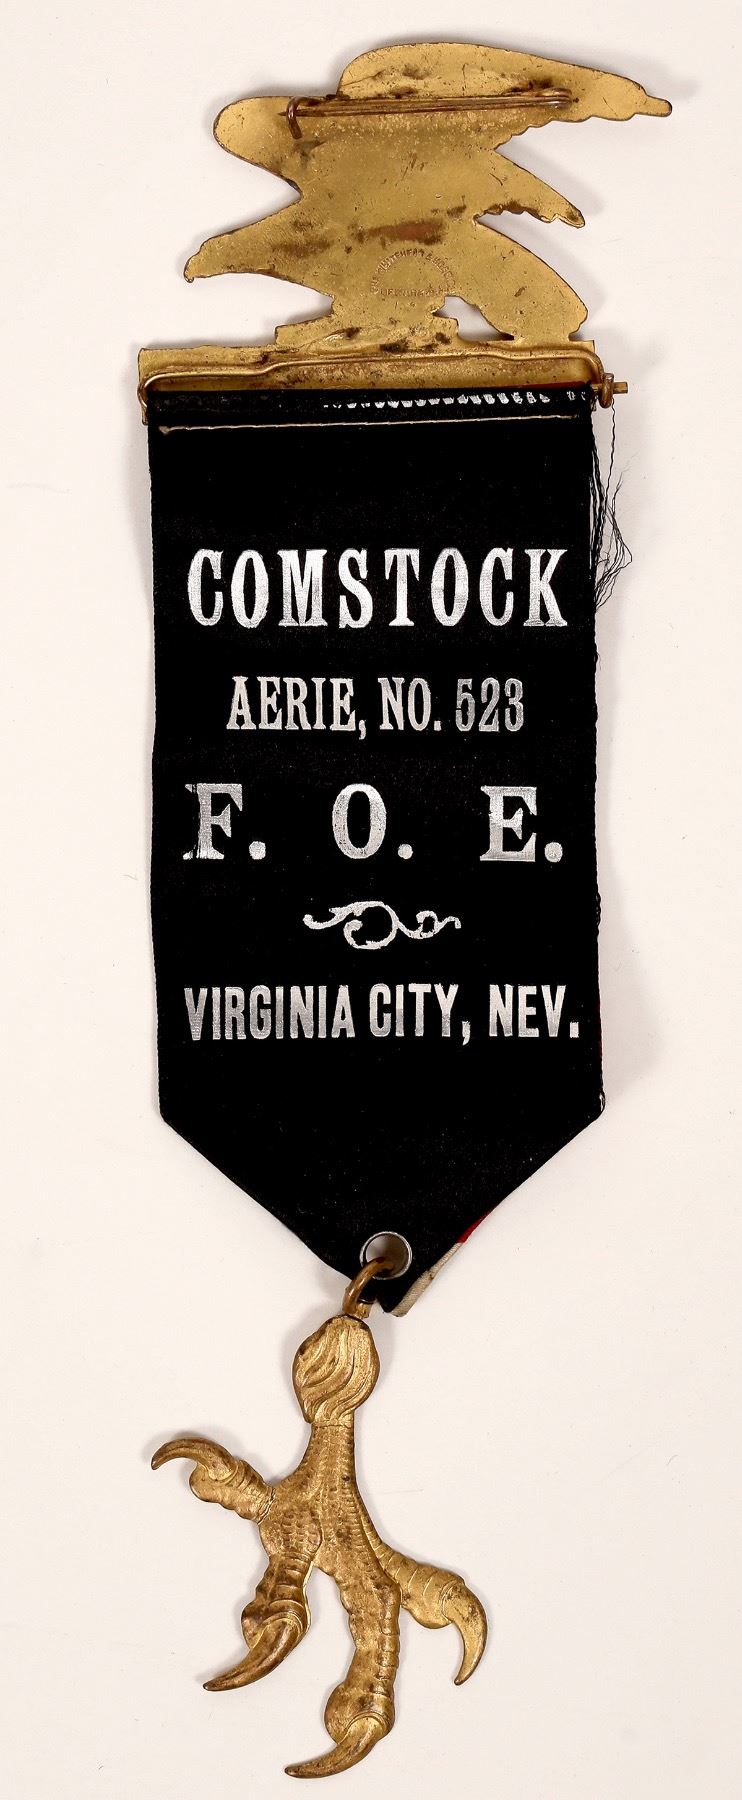 COMSTOCK
AERIE, NO. 523
F. O. E.
VIRGINIA CITY, NEV.